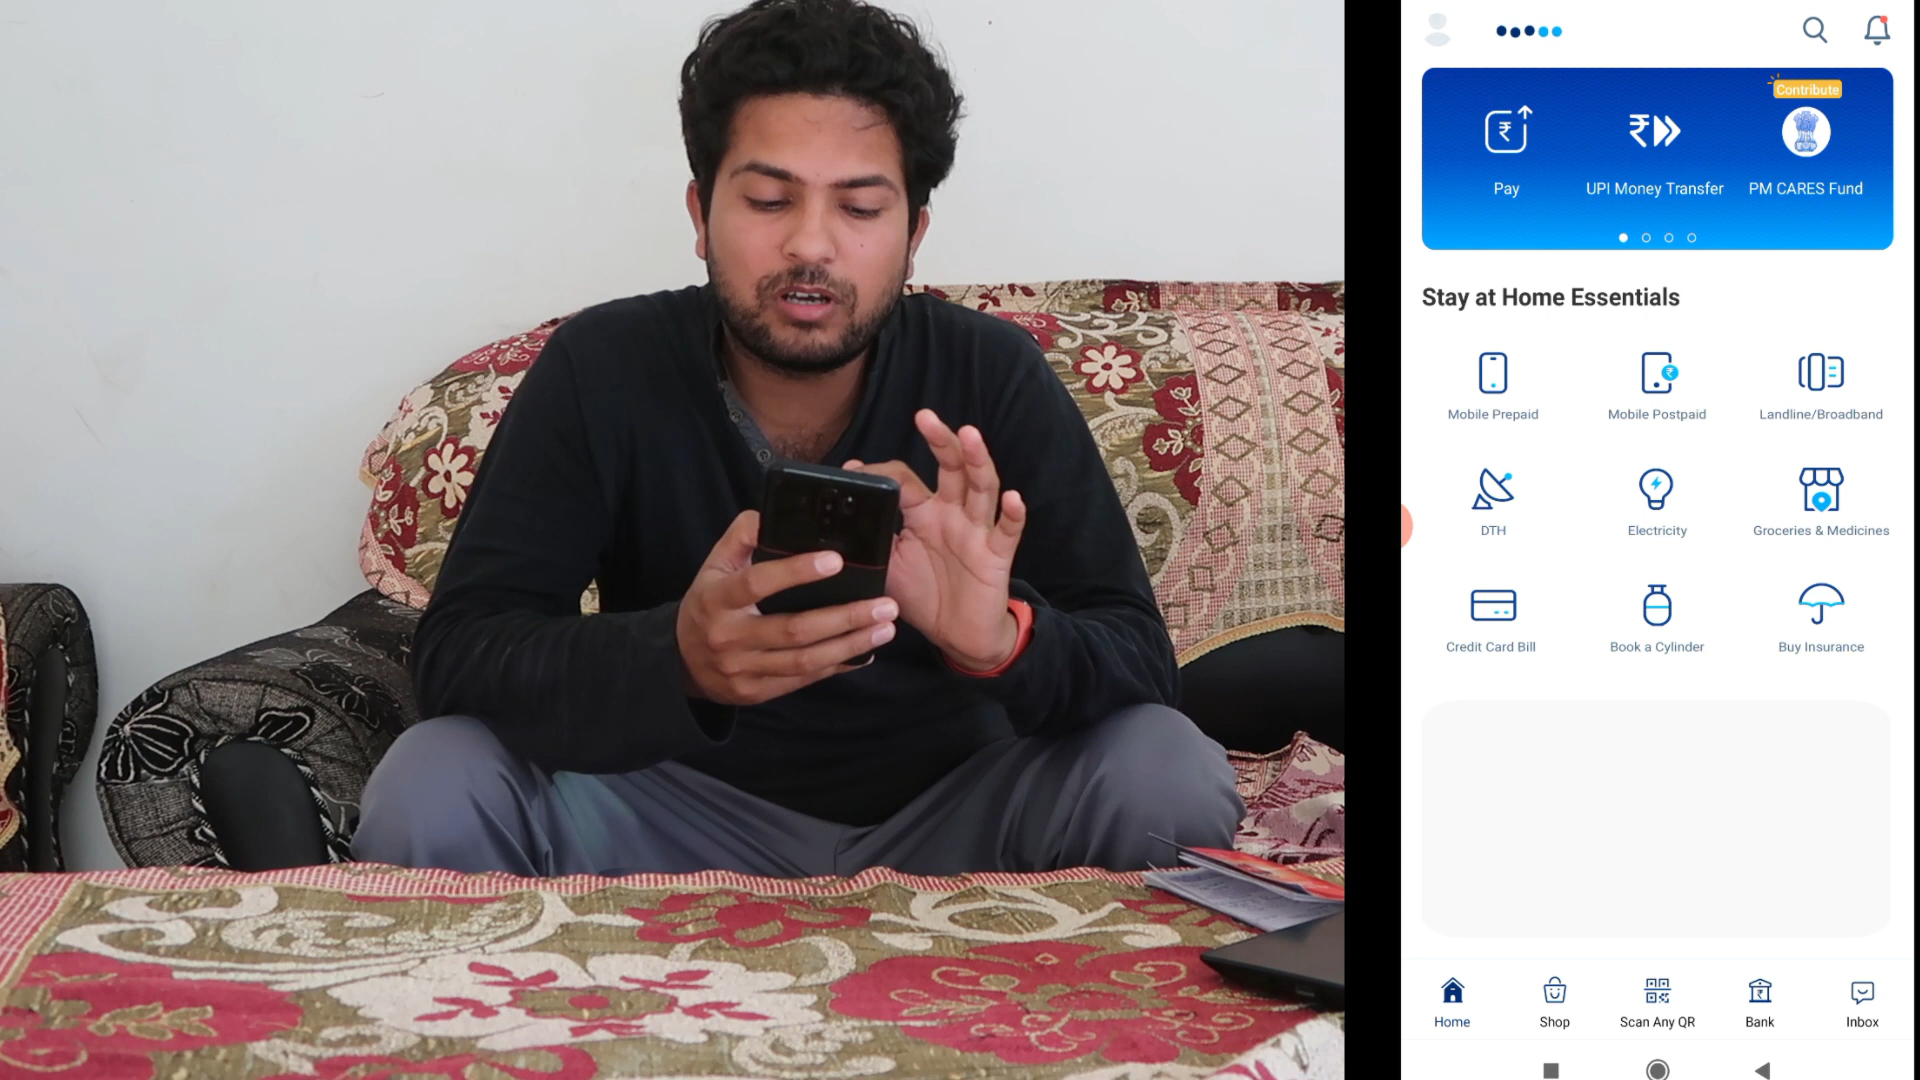 Contribute
₹ ₹
Pay UPI Money Transfer PM CARES Fund
Stay at Home Essentials
₹
Mobile Prepaid Mobile Postpaid Landline/Broadband
DTH Electricity Groceries & Medicines
Credit Card Bill Book a Cylinder Buy Insurance
₹
Home Shop Scan Any QR Bank Inbox